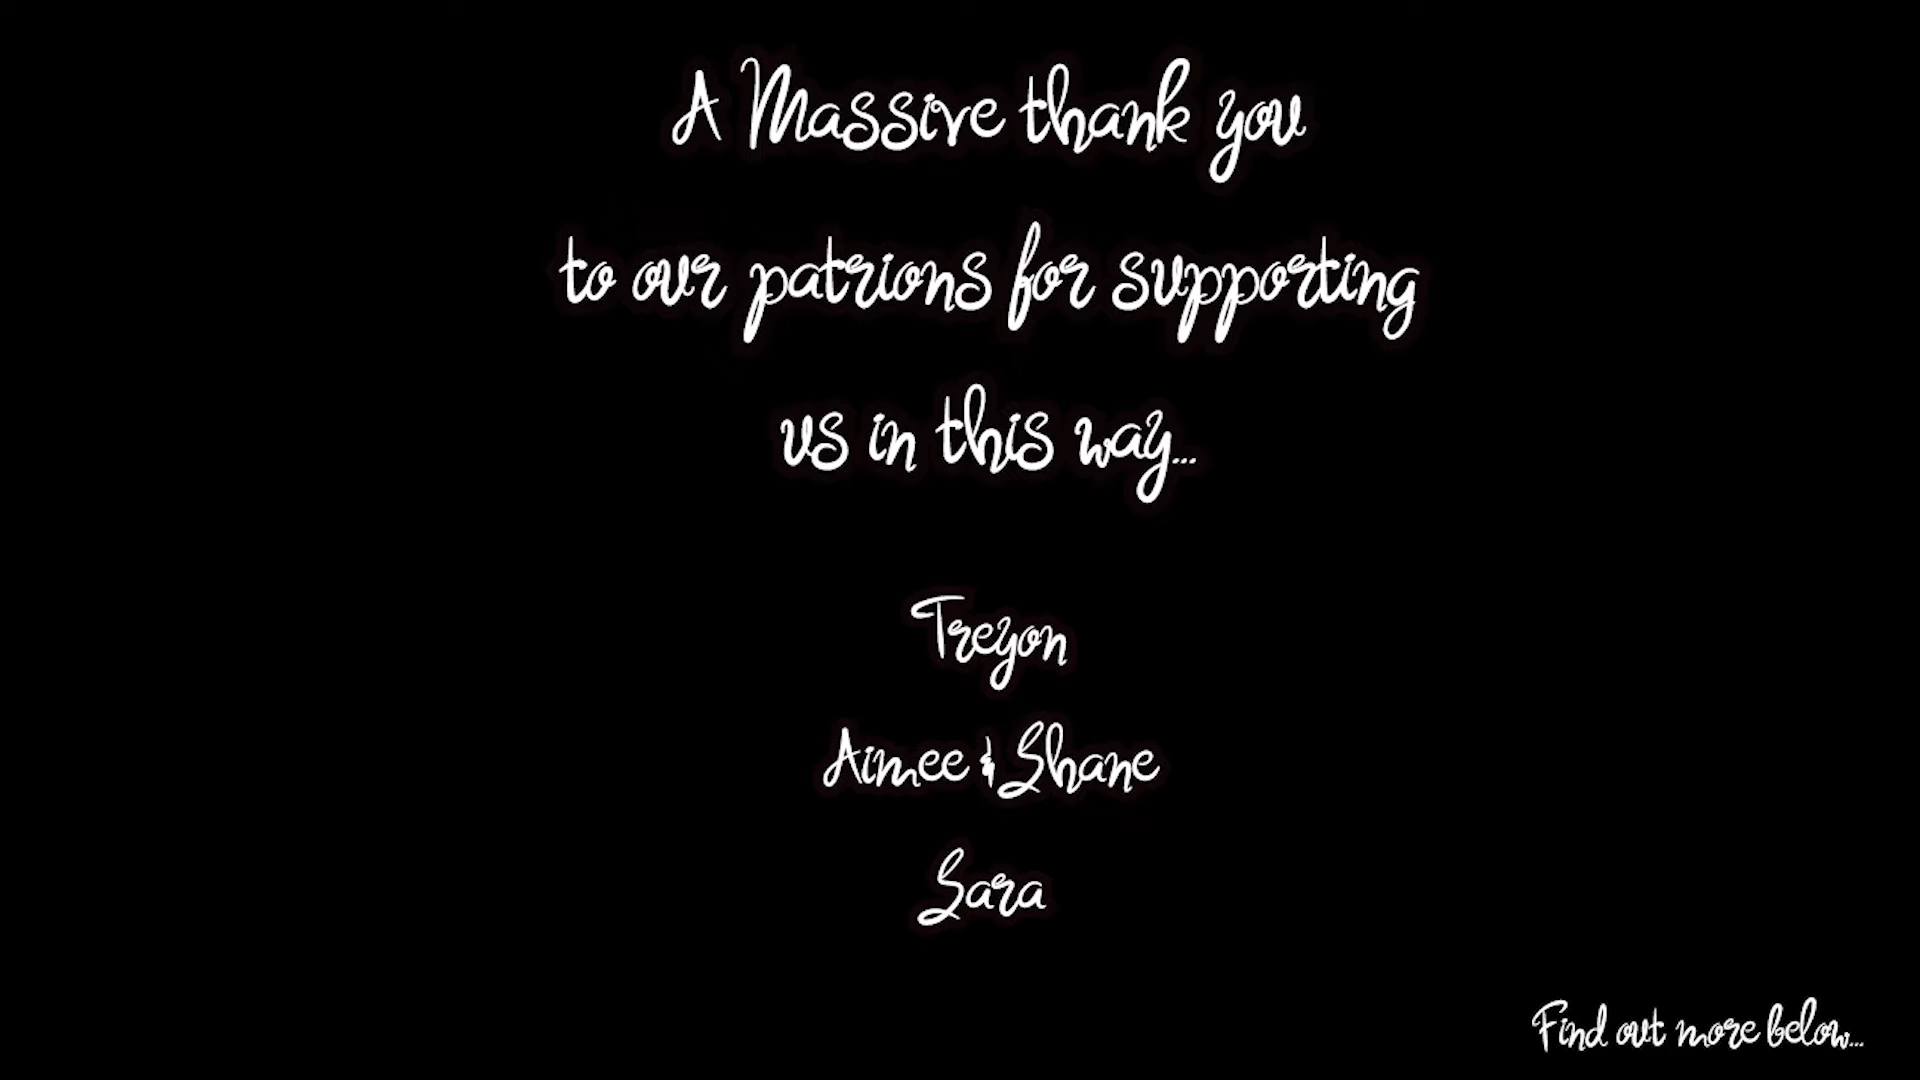 A Massive thank you
to our patrions for supporting
us in this way...
Treyon
Aimee & Shane
Sara
Find out more below...